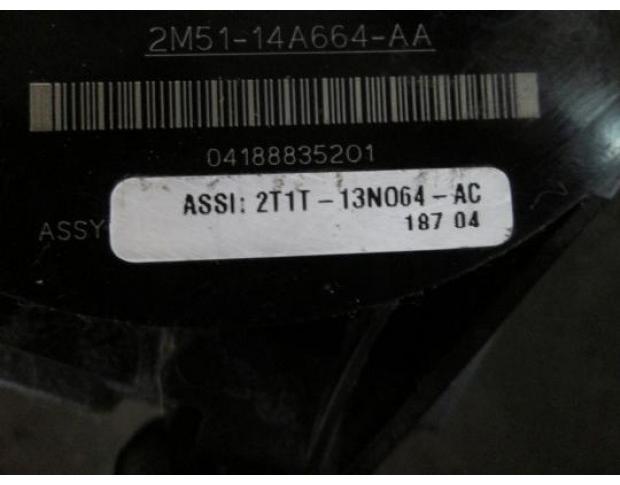 2M51-14A664-AA
04188835201
ASSY
ASSI: 2T1T-13N064-AC
187 04